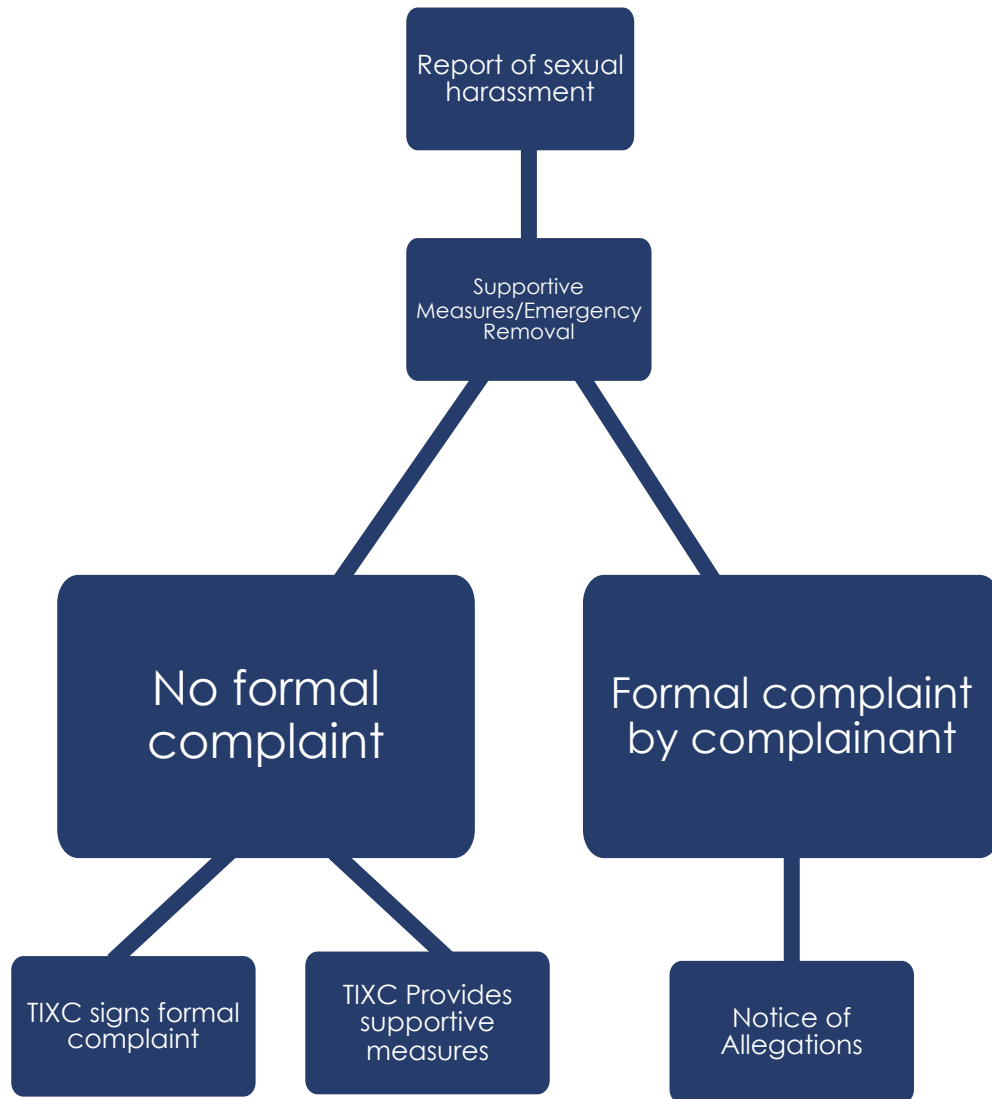 Report of sexual
harassment
Supportive
Measures/Emergency
Removal
No formal
complaint
Formal complaint
by complainant
TIXC signs formal
complaint
TIXC Provides
supportive
measures
Notice of
Allegations